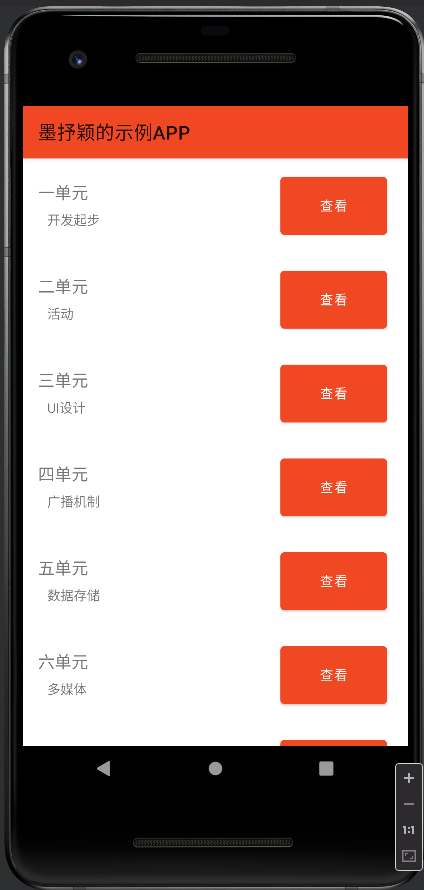 墨抒颖的示例APP
一单元
查看
开发起步
二单元
查看
活动
三单元
查看
UI设计
四单元
查看
广播机制
五单元
查看
数据存储
六单元
查看
多媒体
1:1